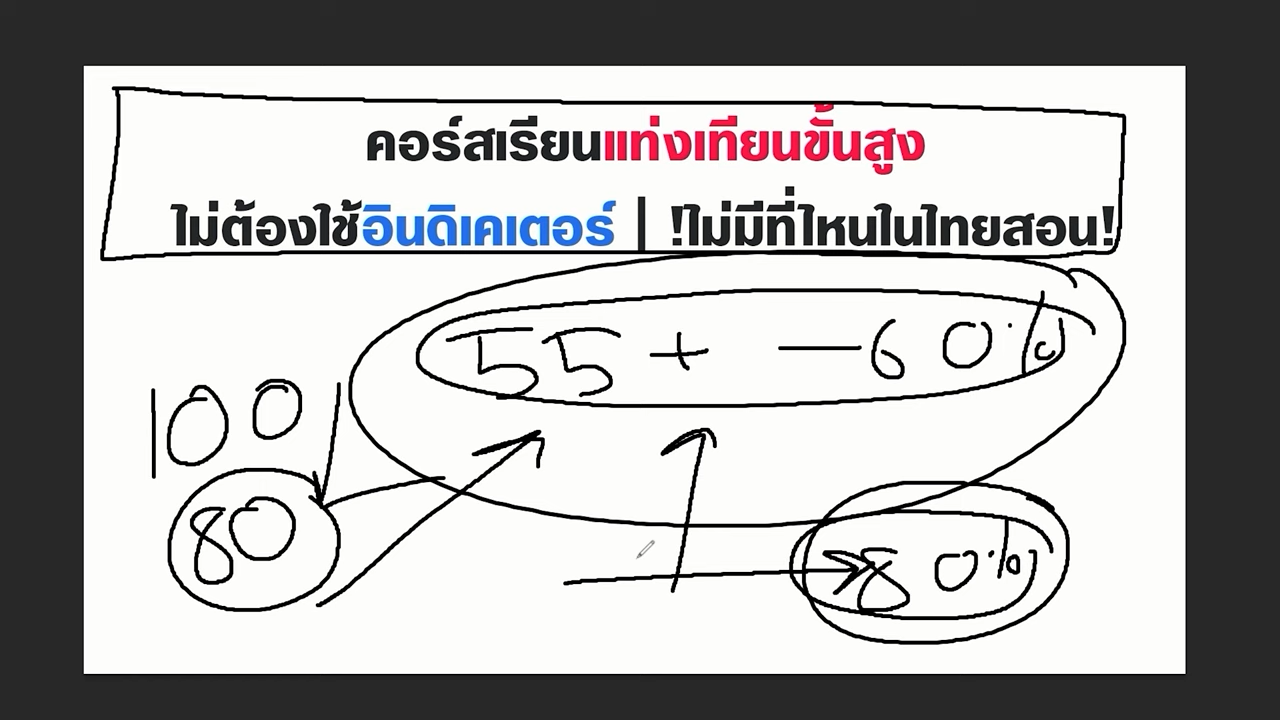 คอร์สเรียนแท่งเทียนขั้นสูง
ไม่ต้องใช้อินดิเคเตอร์ | !ไม่มีที่ไหนในไทยสอน!
55+ — 60%
100
80
80%